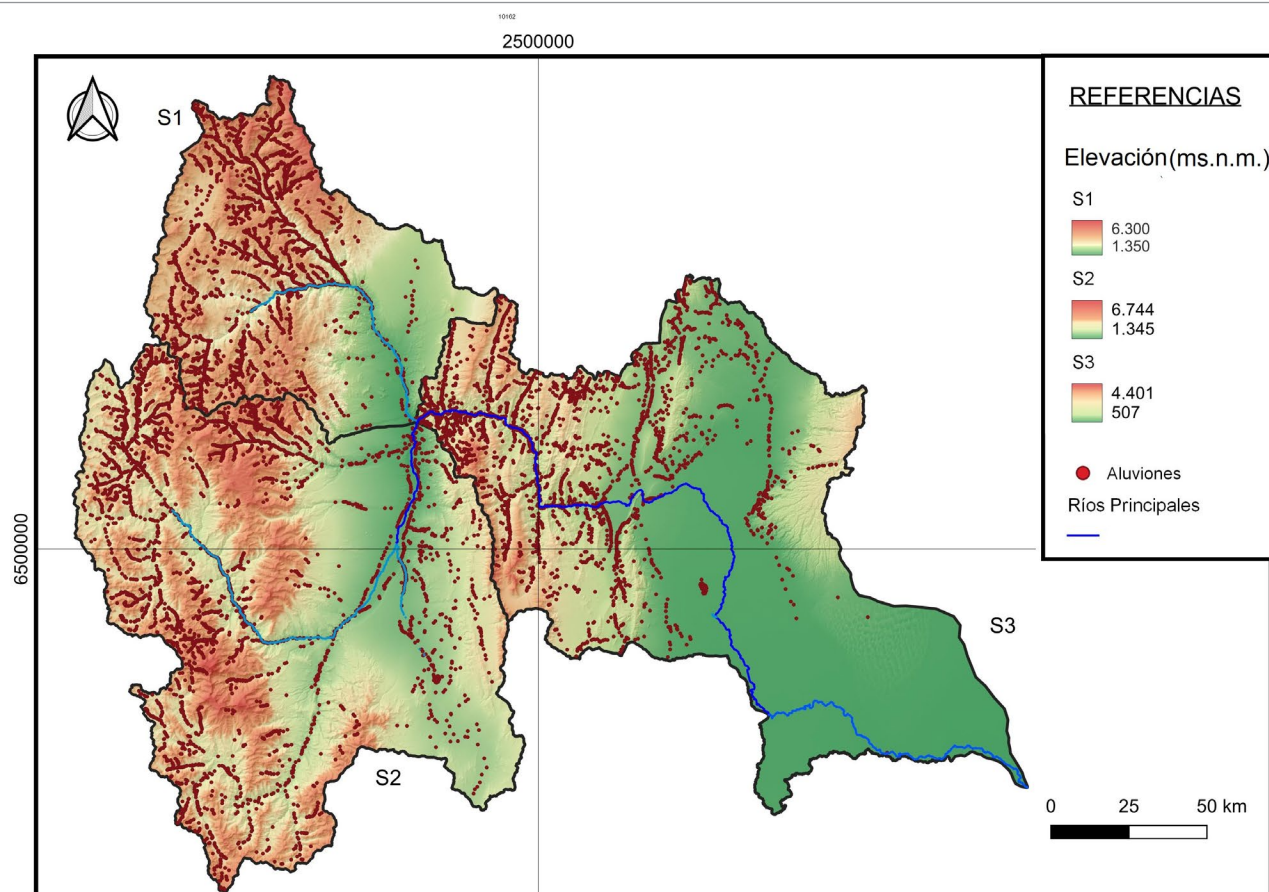 10162
2500000
S1
REFERENCIAS
Elevación(ms.n.m.)
S1
6.300
1.350
S2
6.744
1.345
S3
4.401
507
Aluviones
Ríos Principales
6500000
S3
S2
0 25 50 km